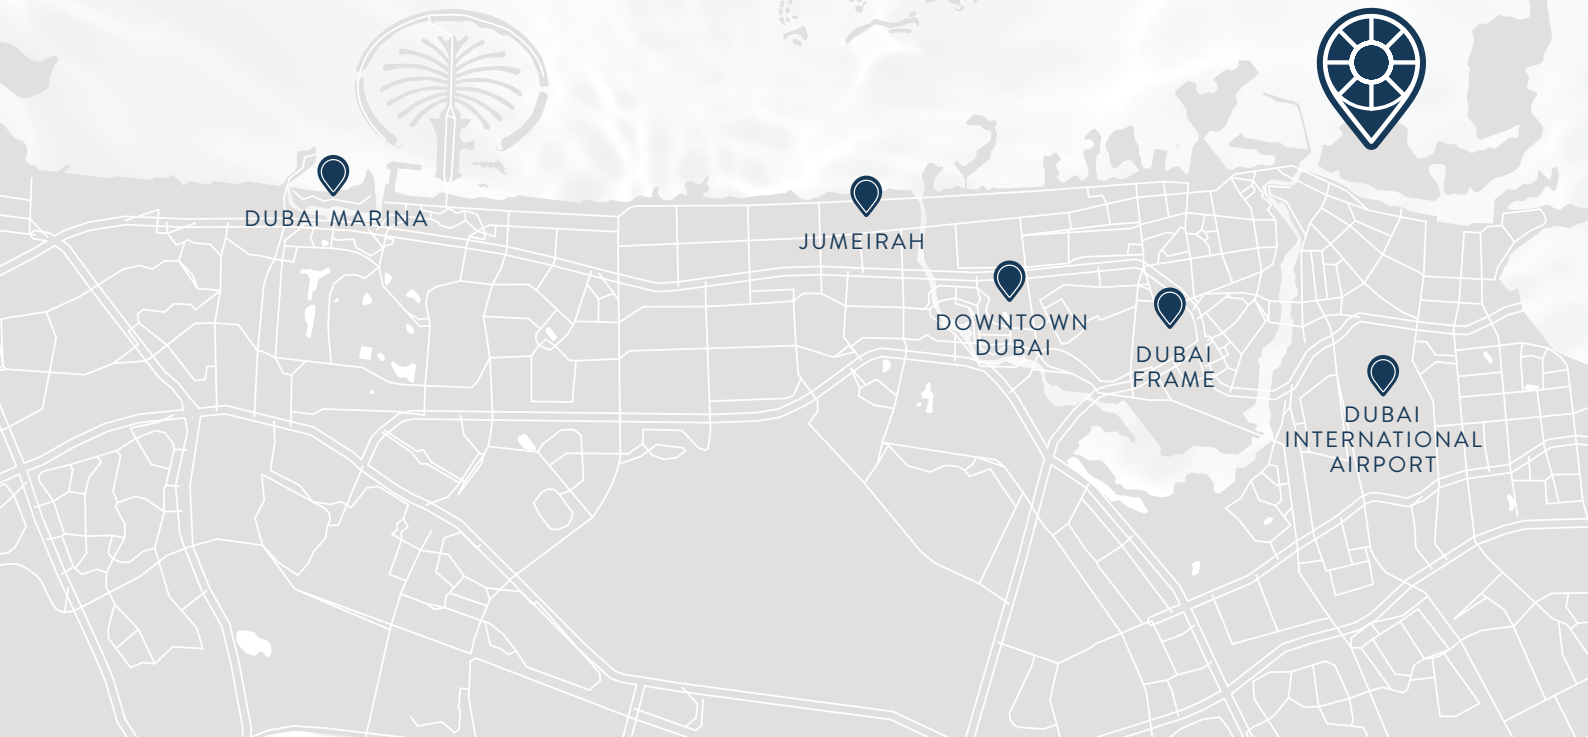 DUBAI MARINA
JUMEIRAH
DOWNTOWN
DUBAI
DUBAI
FRAME
DUBAI
INTERNATIONAL
AIRPORT